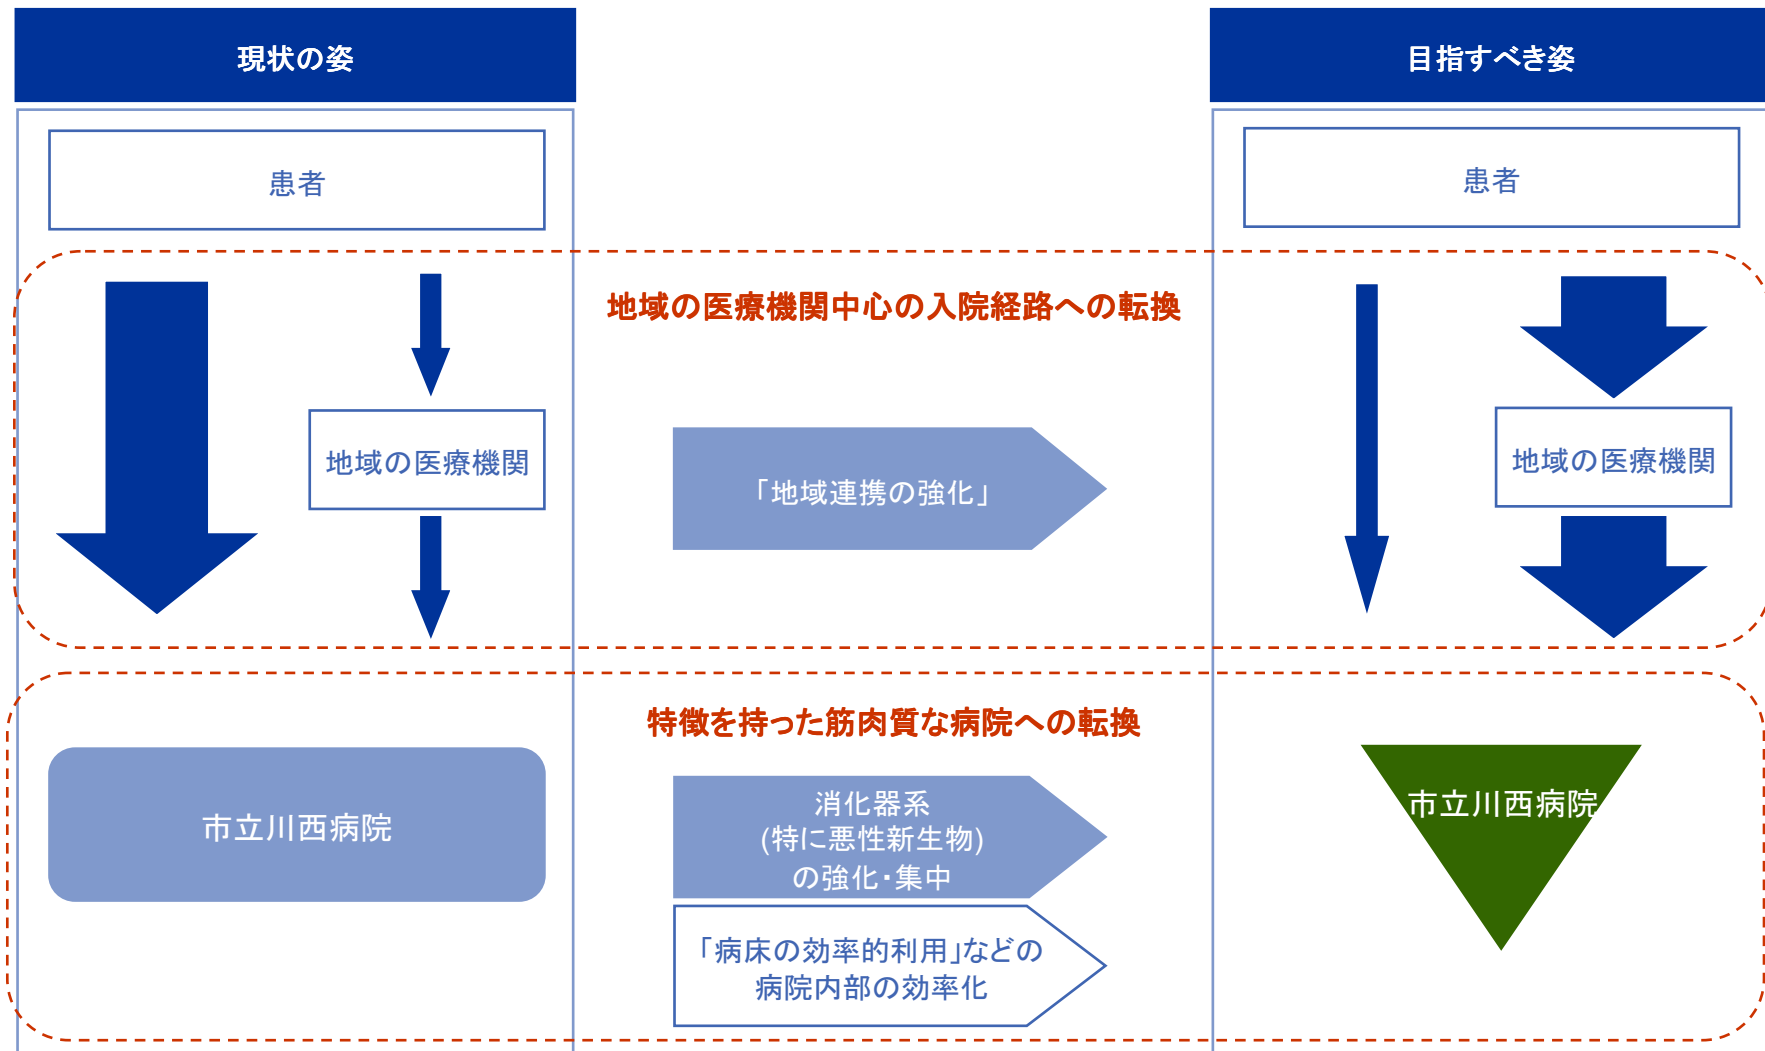 現状の姿
目指すべき姿
患者
患者
地域の医療機関中心の入院経路への転換
地域の医療機関
「地域連携の強化」
地域の医療機関
特徴を持った筋肉質な病院への転換
市立川西病院
消化器系
(特に悪性新生物)
の強化・集中
市立川西病院
「病床の効率的利用」などの
病院内部の効率化